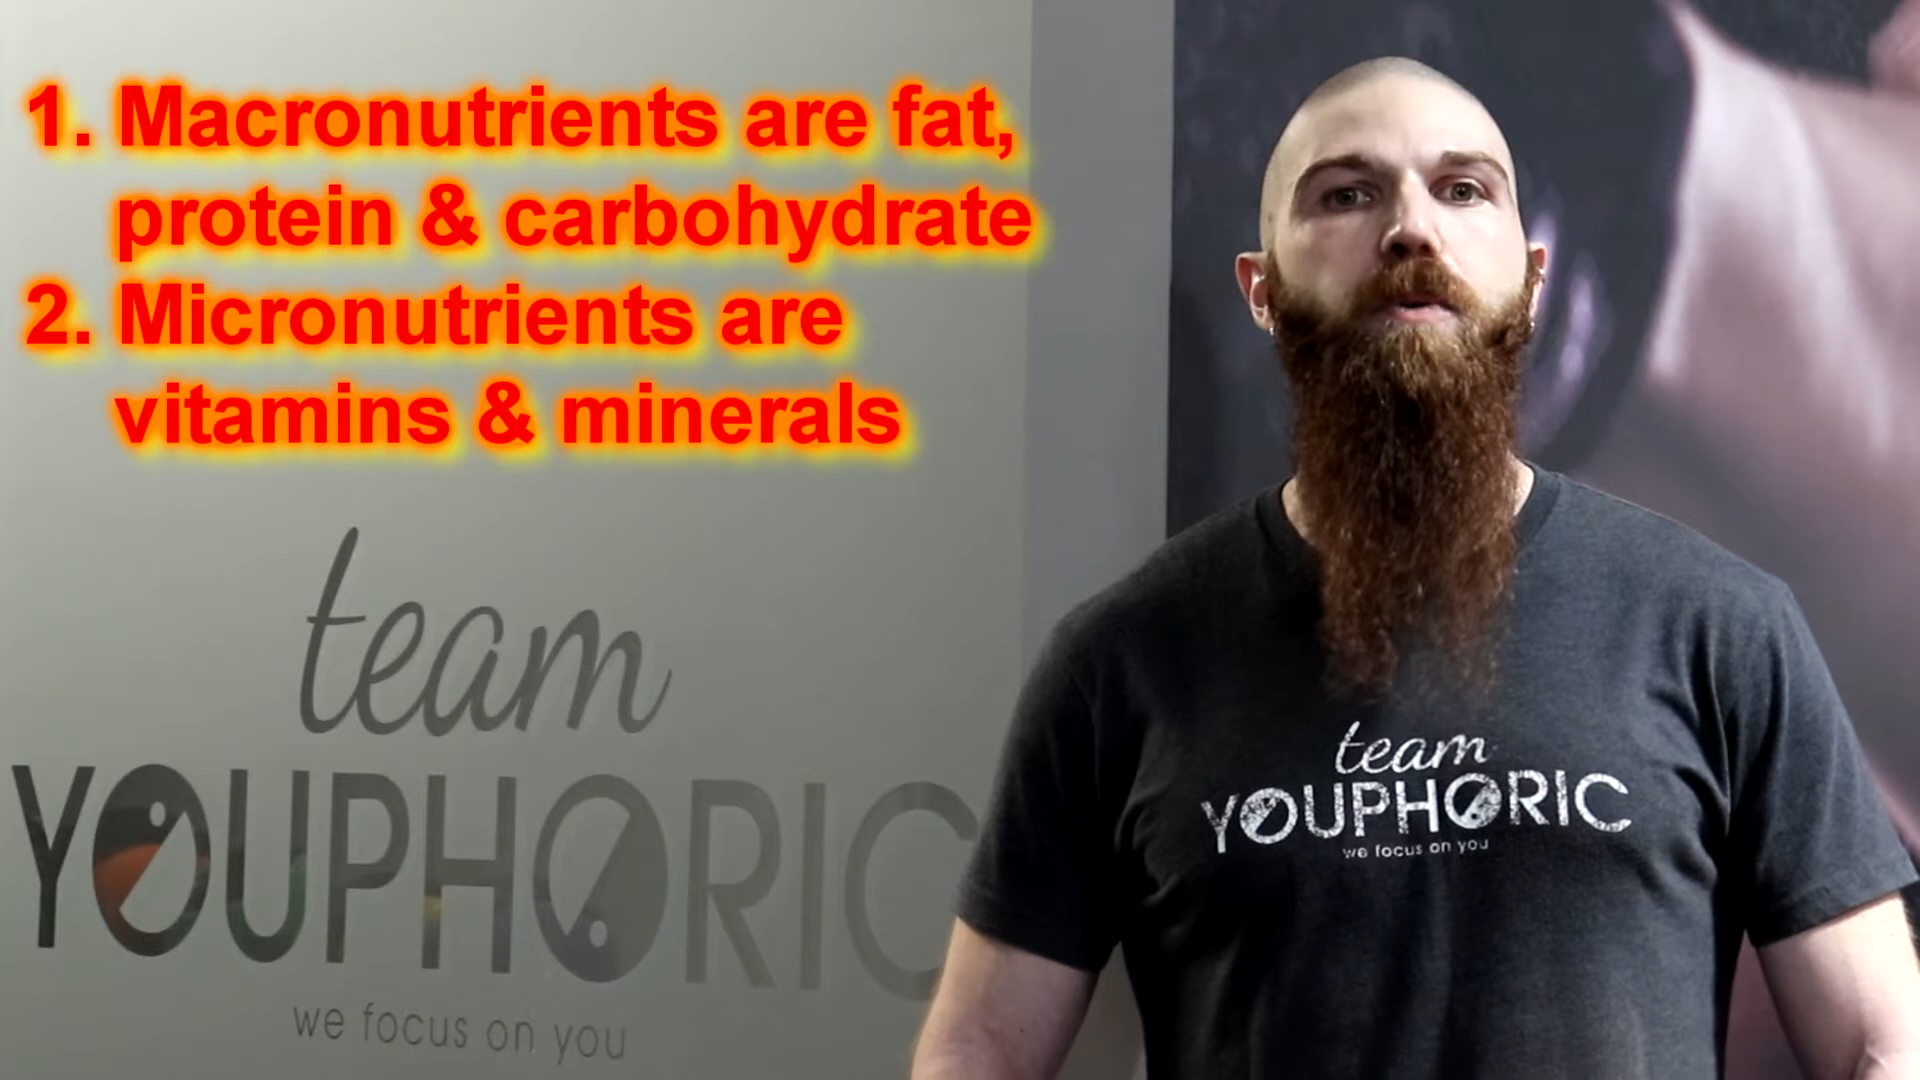 1. Macronutrients are fat,
protein & carbohydrate
2. Micronutrients are
vitamins & minerals
team
YOUPHORIC
we focus on you
team
YOUPHORIC
we focus on you